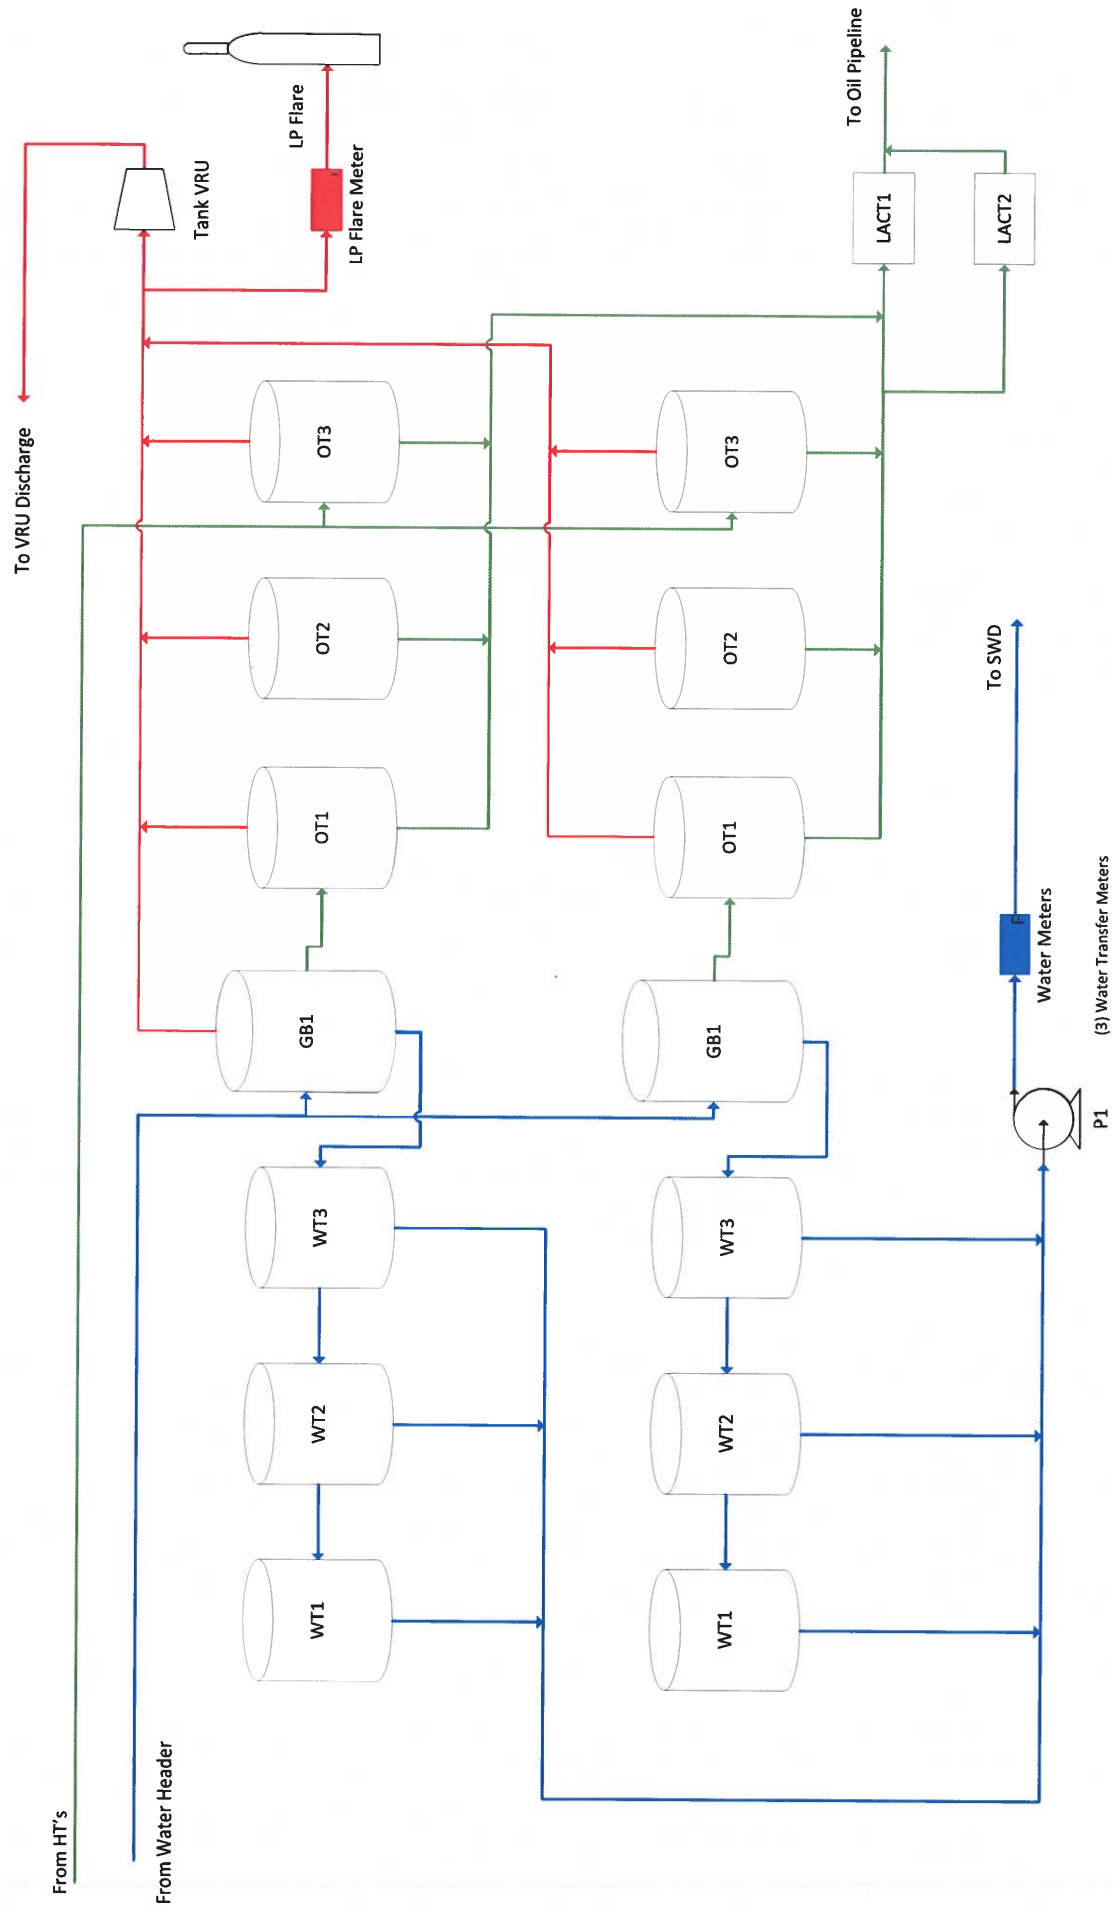 To VRU Discharge
From HT's
From Water Header
Tank VRU
LP Flare
WT1
WT2
WT3
GB1
OT1
OT2
OT3
LP Flare Meter
WT1
WT2
WT3
GB1
OT1
OT2
OT3
To Oil Pipeline
LACT1
To SWD
LACT2
Water Meters
P1
(3) Water Transfer Meters